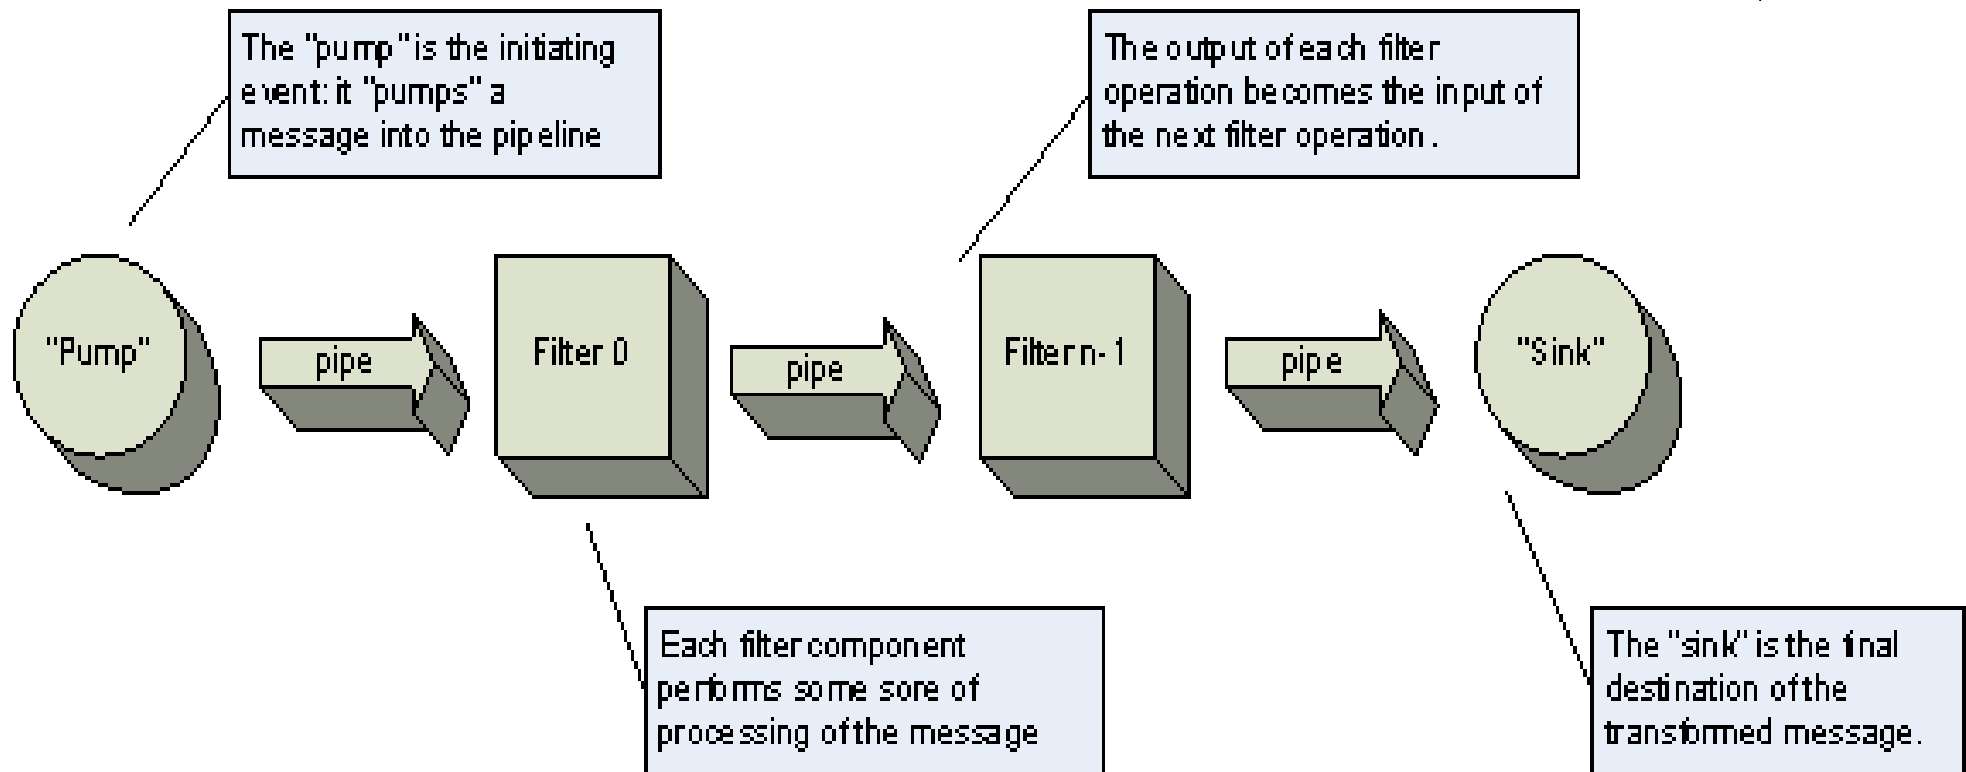 The "pump" is the initiating
event: it "pumps" a
message into the pipeline
The output of each filter
operation becomes the input of
the next filter operation.
"Pump"
pipe
Filter 0
pipe
Filter n-1
pipe
"Sink"
Each filter component
performs some sore of
processing of the message
The "sink" is the final
destination of the
transformed message.